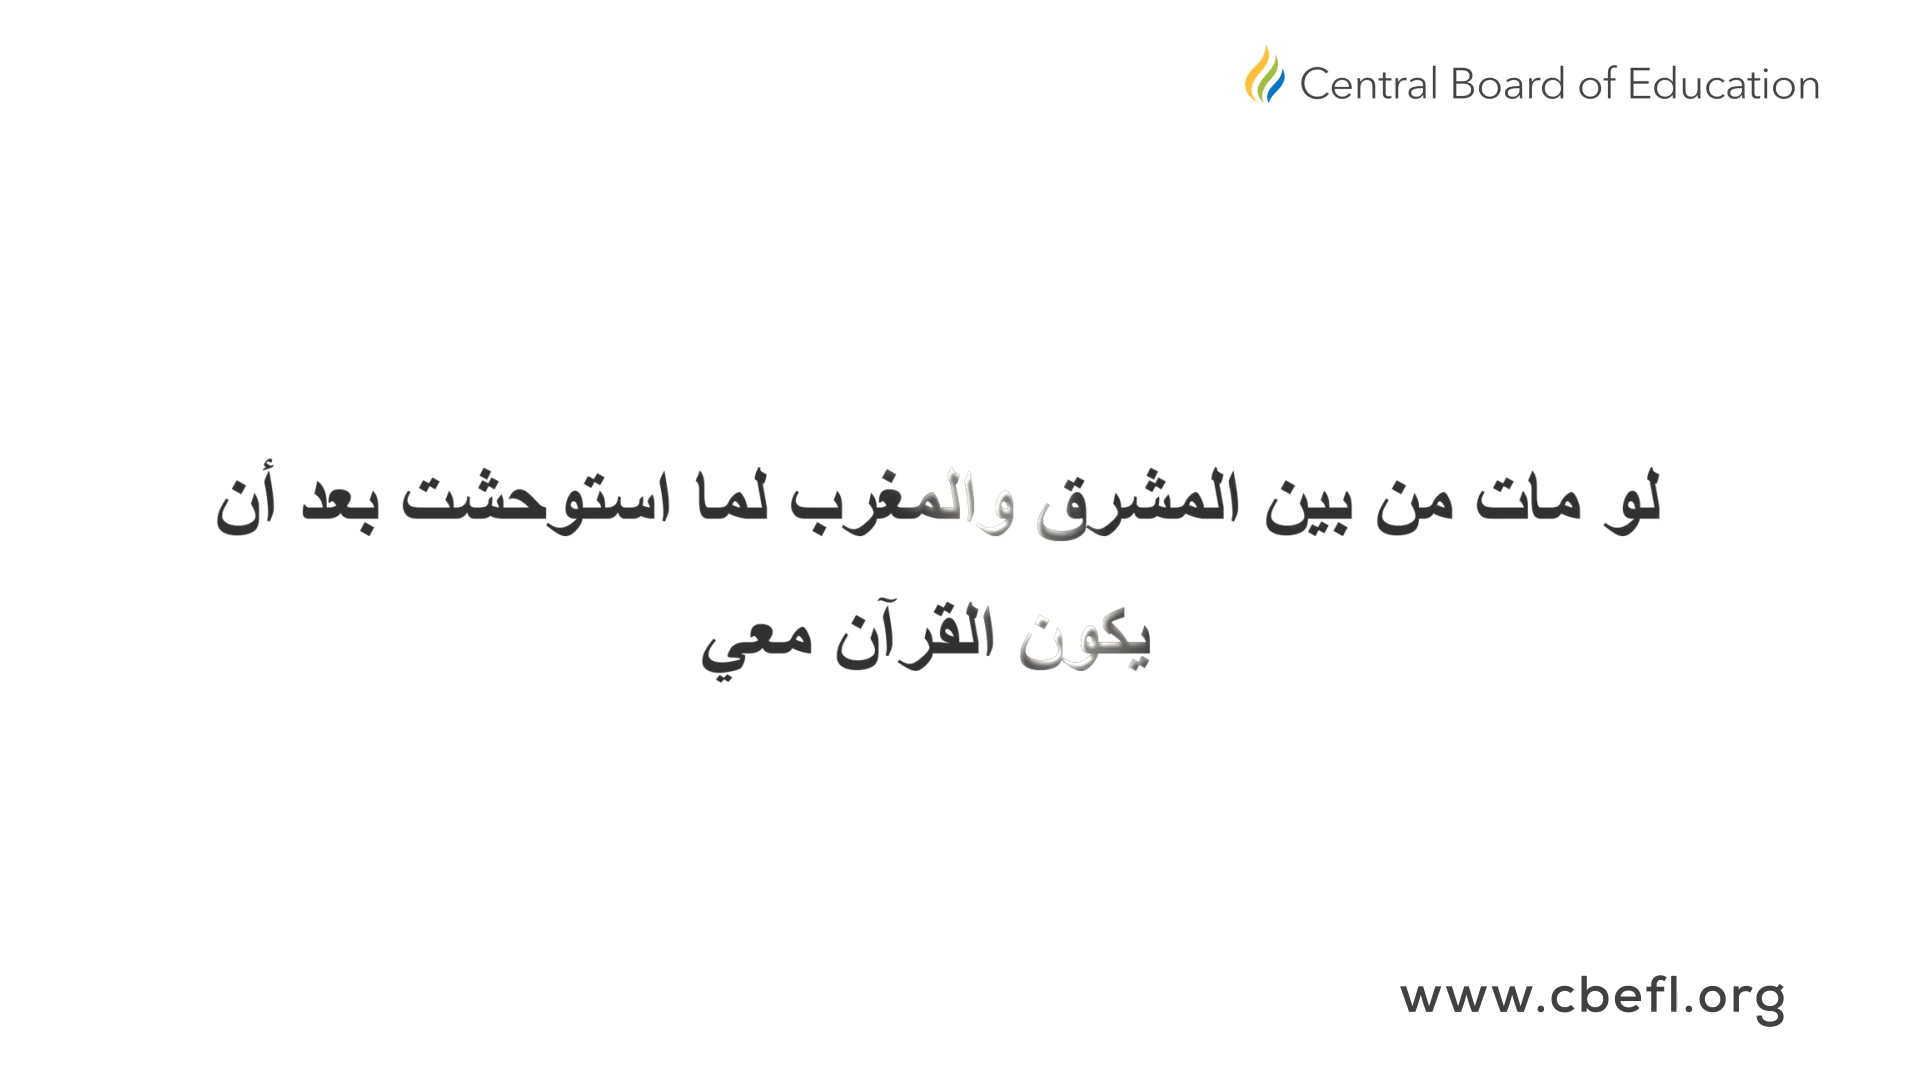 Central Board of Education
لو مات من بين المشرق والمغرب لما استوحشت بعد أن
يكون القرآن معي
www.cbefl.org